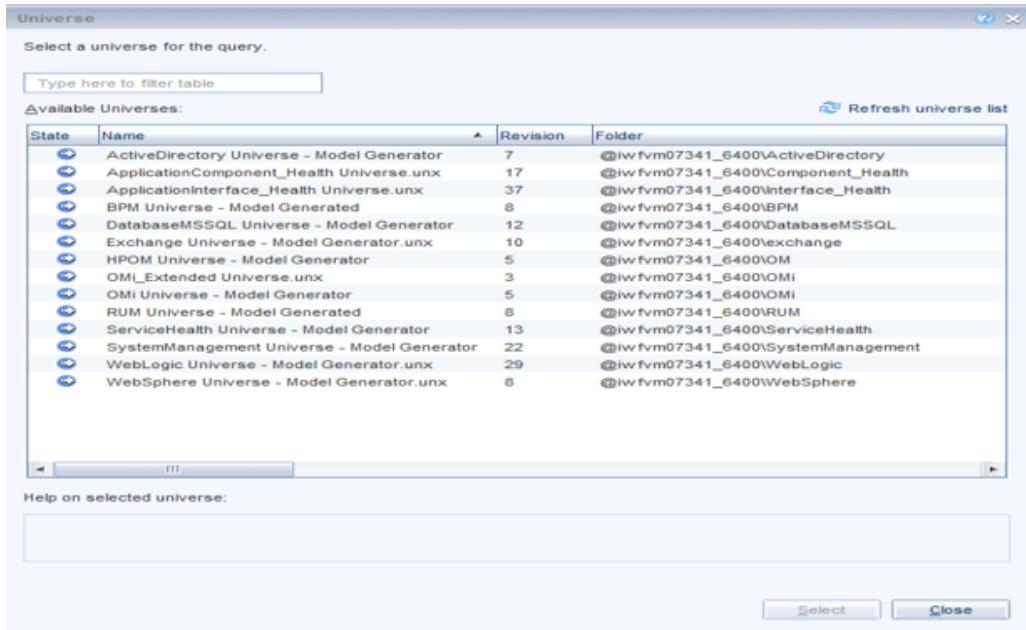 Universe
Select a universe for the query.
Type here to filter table
Available Universes: Refresh universe list
State Name Revision Folder
ActiveDirectory Universe - Model Generator 7 @iwfvm07341_6400\ActiveDirectory
ApplicationComponent_Health Universe.unx 17 @iwfvm07341_6400\Component_Health
ApplicationInterface_Health Universe.unx 37 @iwfvm07341_6400\Interface_Health
BPM Universe - Model Generated 8 @iwfvm07341_6400\BPM
DatabaseMSSQL Universe - Model Generator 12 @iwfvm07341_6400\DatabaseMSSQL
Exchange Universe - Model Generator.unx 10 @iwfvm07341_6400\exchange
HPOM Universe - Model Generator 5 @iwfvm07341_6400\OM
OMi_Extended Universe.unx 3 @iwfvm07341_6400\OMi
OMi Universe - Model Generator 5 @iwfvm07341_6400\OMi
RUM Universe - Model Generated 8 @iwfvm07341_6400\RUM
ServiceHealth Universe - Model Generator 13 @iwfvm07341_6400\ServiceHealth
SystemManagement Universe - Model Generator 22 @iwfvm07341_6400\SystemManagement
WebLogic Universe - Model Generator.unx 29 @iwfvm07341_6400\WebLogic
WebSphere Universe - Model Generator.unx 8 @iwfvm07341_6400\WebSphere
Help on selected universe:
Select Close